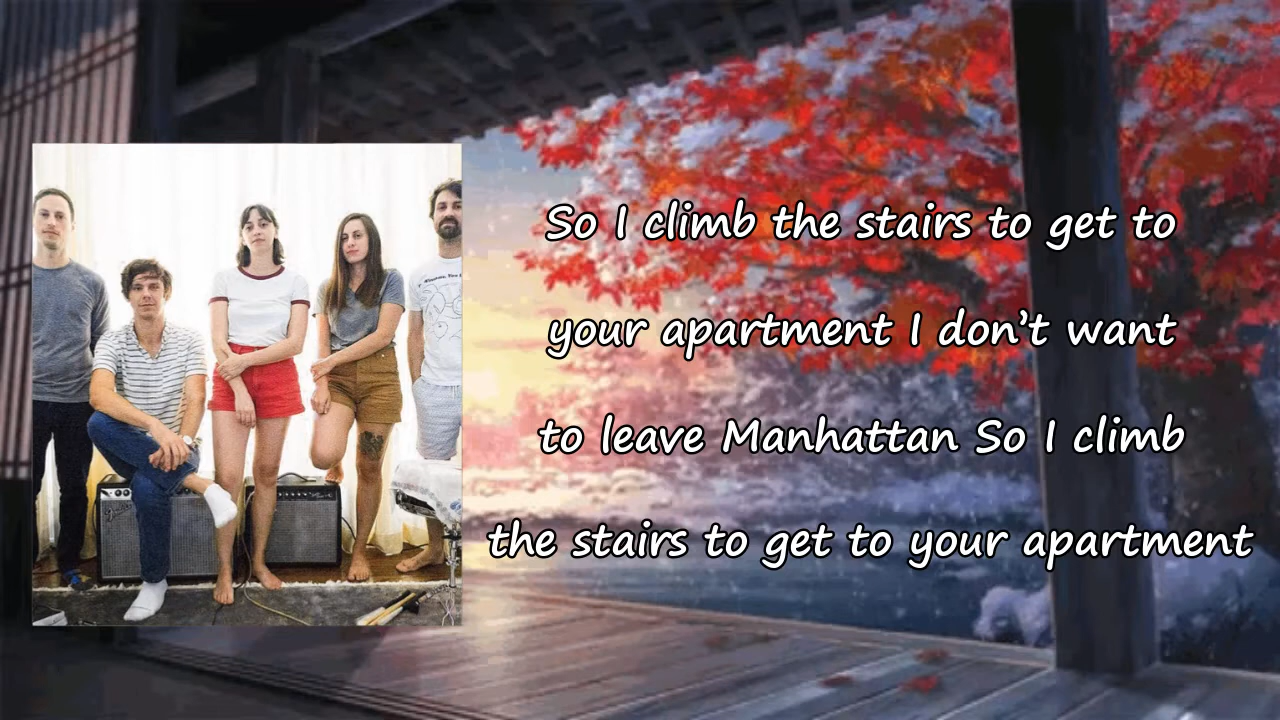 So I climb the stairs to get to
your apartment I don't want
to leave Manhattan So I climb
the stairs to get to your apartment